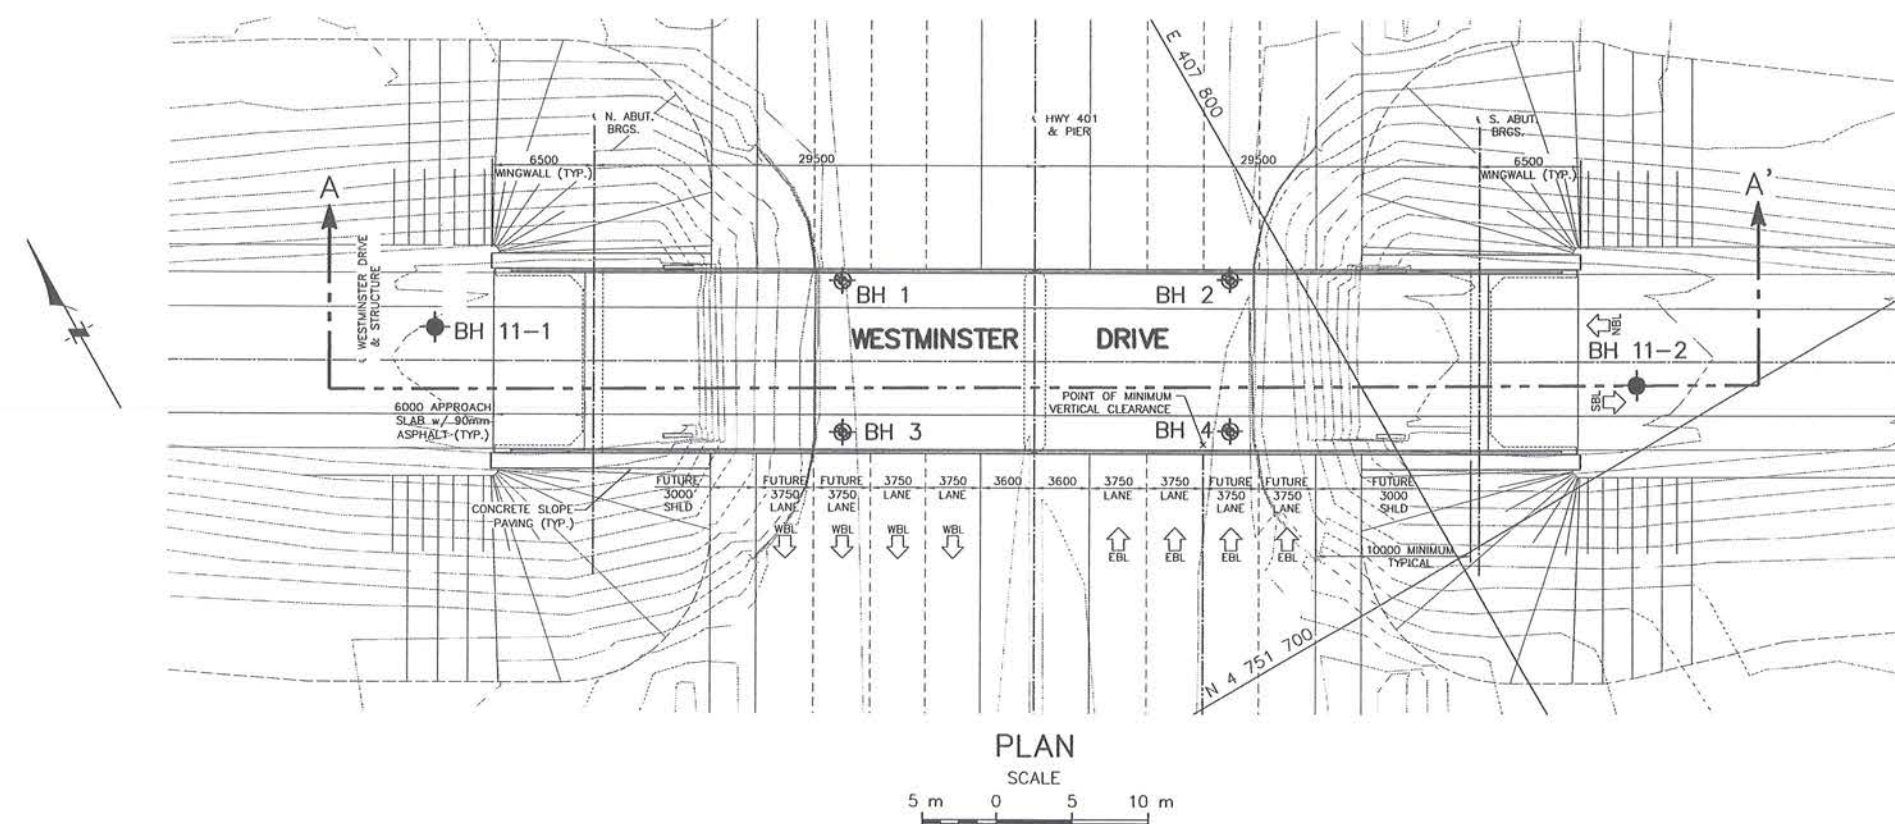 E 407 800
N. ABUT.
BRGS.
HWY 401
& PIER
S. ABUT.
BRGS.
6500
WINGWALL (TYP.)
29500
29500
6500
WINGWALL (TYP.)
A
A'
WESTMINSTER DRIVE
& STRUCTURE
BH 1
BH 2
BH 11-1
WESTMINSTER DRIVE
NBL
BH 11-2
SBL
6000 APPROACH
SLAB w/ 90mm
ASPHALT (TYP.)
POINT OF MINIMUM
VERTICAL CLEARANCE
BH 3
BH 4
CONCRETE SLOPE
PAVING (TYP.)
FUTURE
3000
SHLD
FUTURE
3750
LANE
FUTURE
3750
LANE
3750
LANE
3750
LANE
3600
3600
3750
LANE
3750
LANE
FUTURE
3750
LANE
FUTURE
3750
LANE
FUTURE
3000
SHLD
WBL
WBL
WBL
WBL
EBL
EBL
EBL
EBL
10000 MINIMUM
TYPICAL
N 4 751 700
PLAN
SCALE
5 m 0 5 10 m